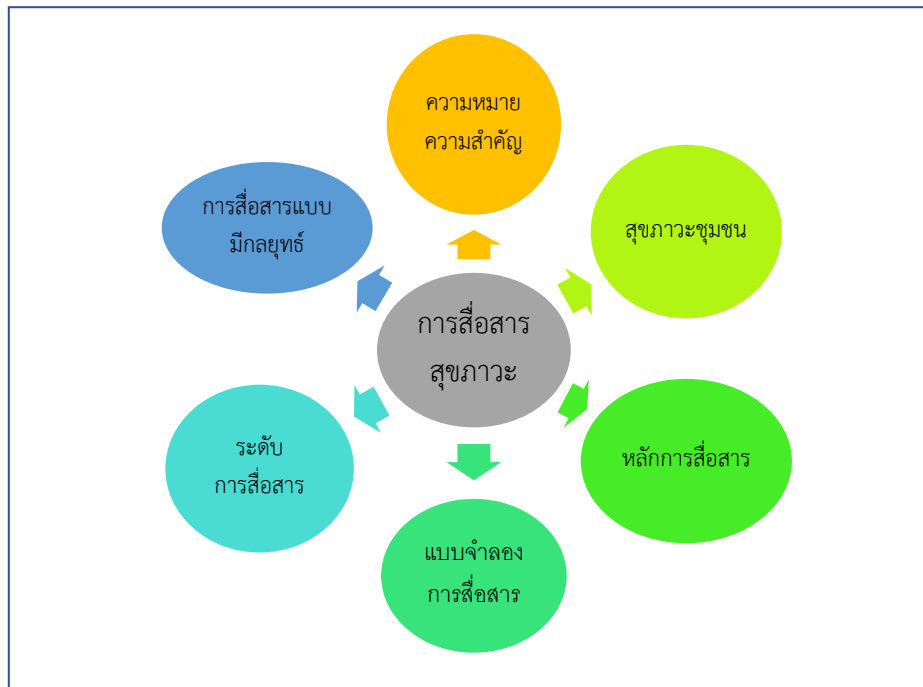 ความหมาย
ความสำคัญ
สุขภาวะชุมชน
หลักการสื่อสาร
แบบจำลอง
การสื่อสาร
ระดับ
การสื่อสาร
การสื่อสารแบบ
มีกลยุทธ์
การสื่อสาร
สุขภาวะ